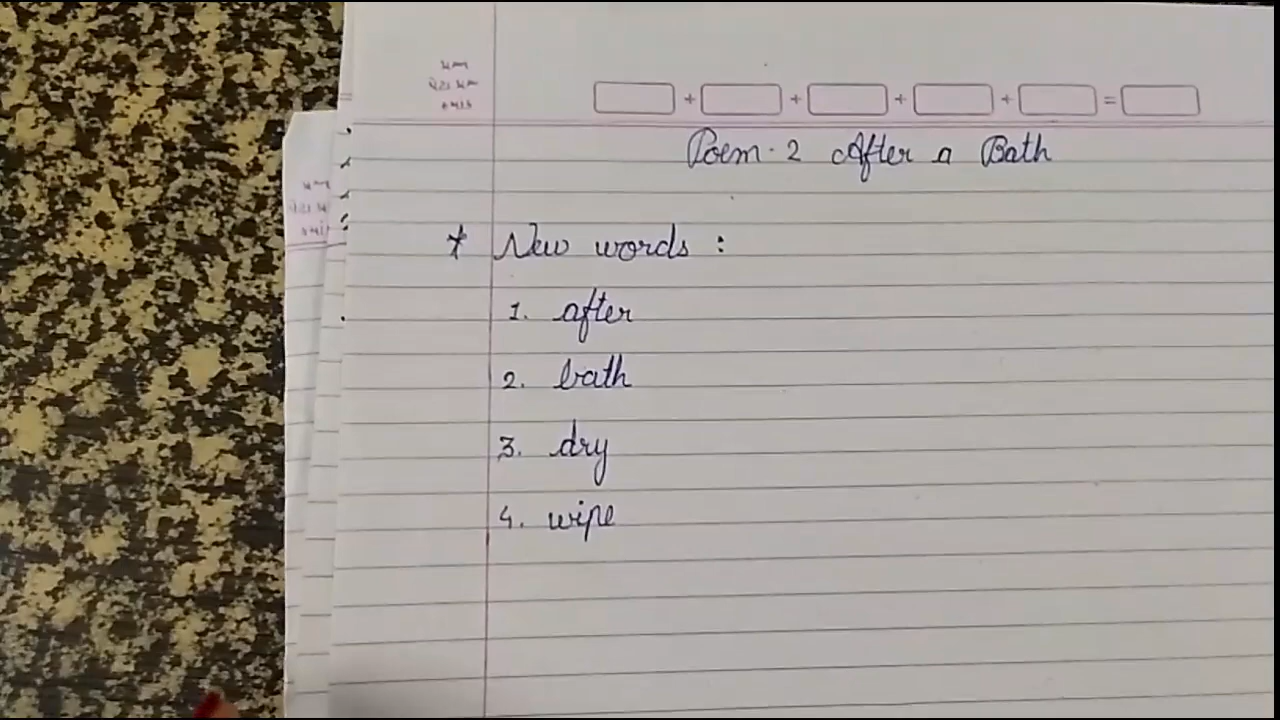 + + + + =
Poem. 2 After a Bath
* New words :
1. after
2. bath
3. dry
4. wipe